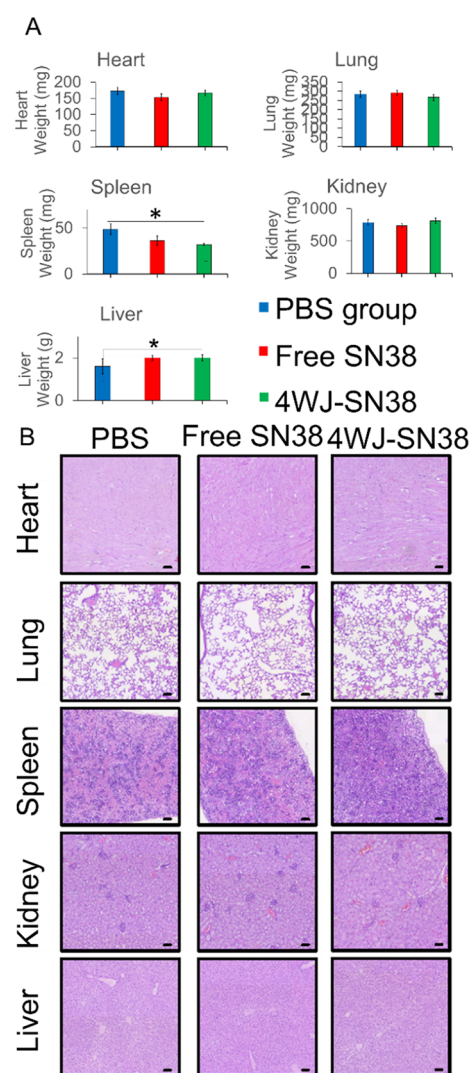 A
Heart
Heart
Weight (mg)
200
150
100
50
0
Lung
Lung
Weight (mg)
350
300
250
200
150
100
50
0
Spleen
Spleen
Weight (mg)
50
0
*
Kidney
Kidney
Weight (mg)
1000
500
0
Liver
Liver
Weight (g)
2
0
*
PBS group
Free SN38
4WJ-SN38
B
PBS Free SN38 4WJ-SN38
Heart
Lung
Spleen
Kidney
Liver